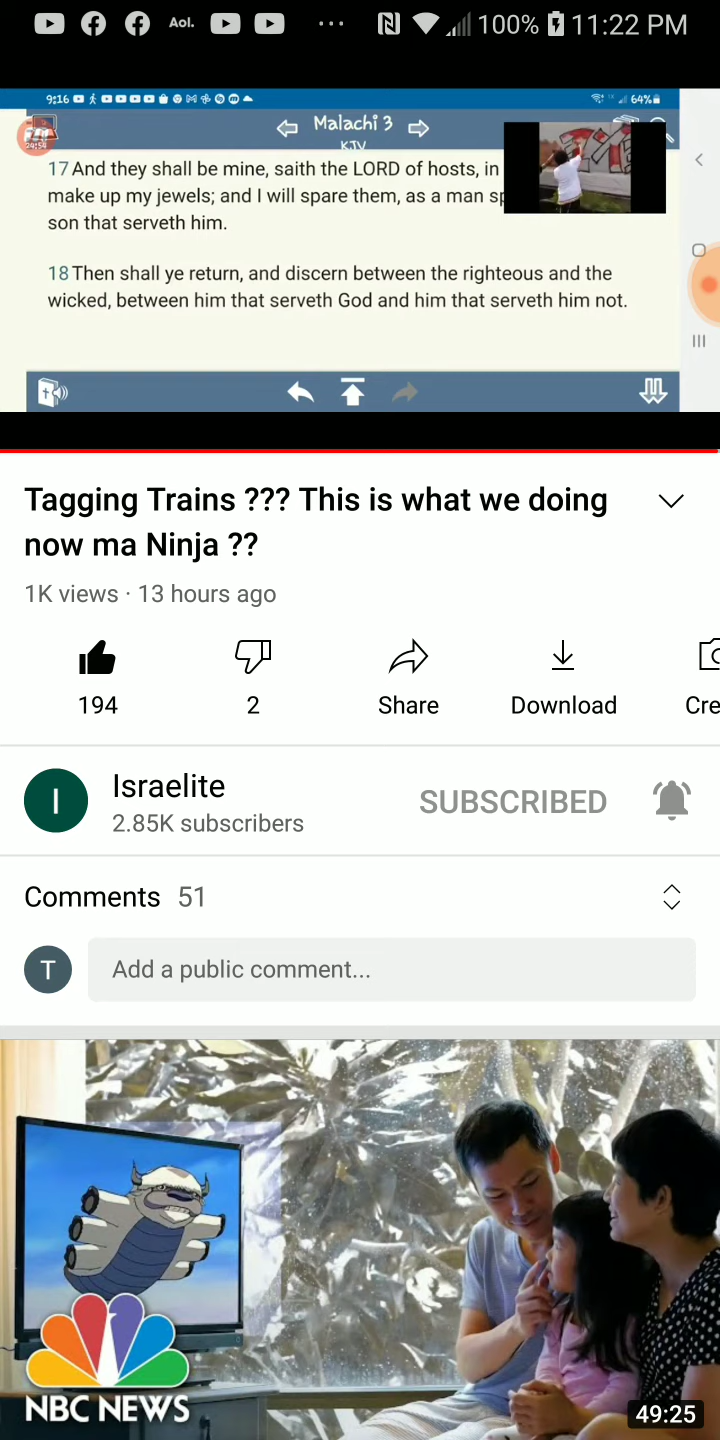 Aol. ... 100% 11:22 PM
9:16 64%
Malachi 3
KJV
24:54
17 And they shall be mine, saith the LORD of hosts, in
make up my jewels; and I will spare them, as a man
son that serveth him.
18 Then shall ye return, and discern between the righteous and the
wicked, between him that serveth God and him that serveth him not.
Tagging Trains ??? This is what we doing
now ma Ninja ??
1K views · 13 hours ago
194 2 Share Download Cre
I Israelite SUBSCRIBED
2.85K subscribers
Comments 51
T Add a public comment...
NBC NEWS
49:25